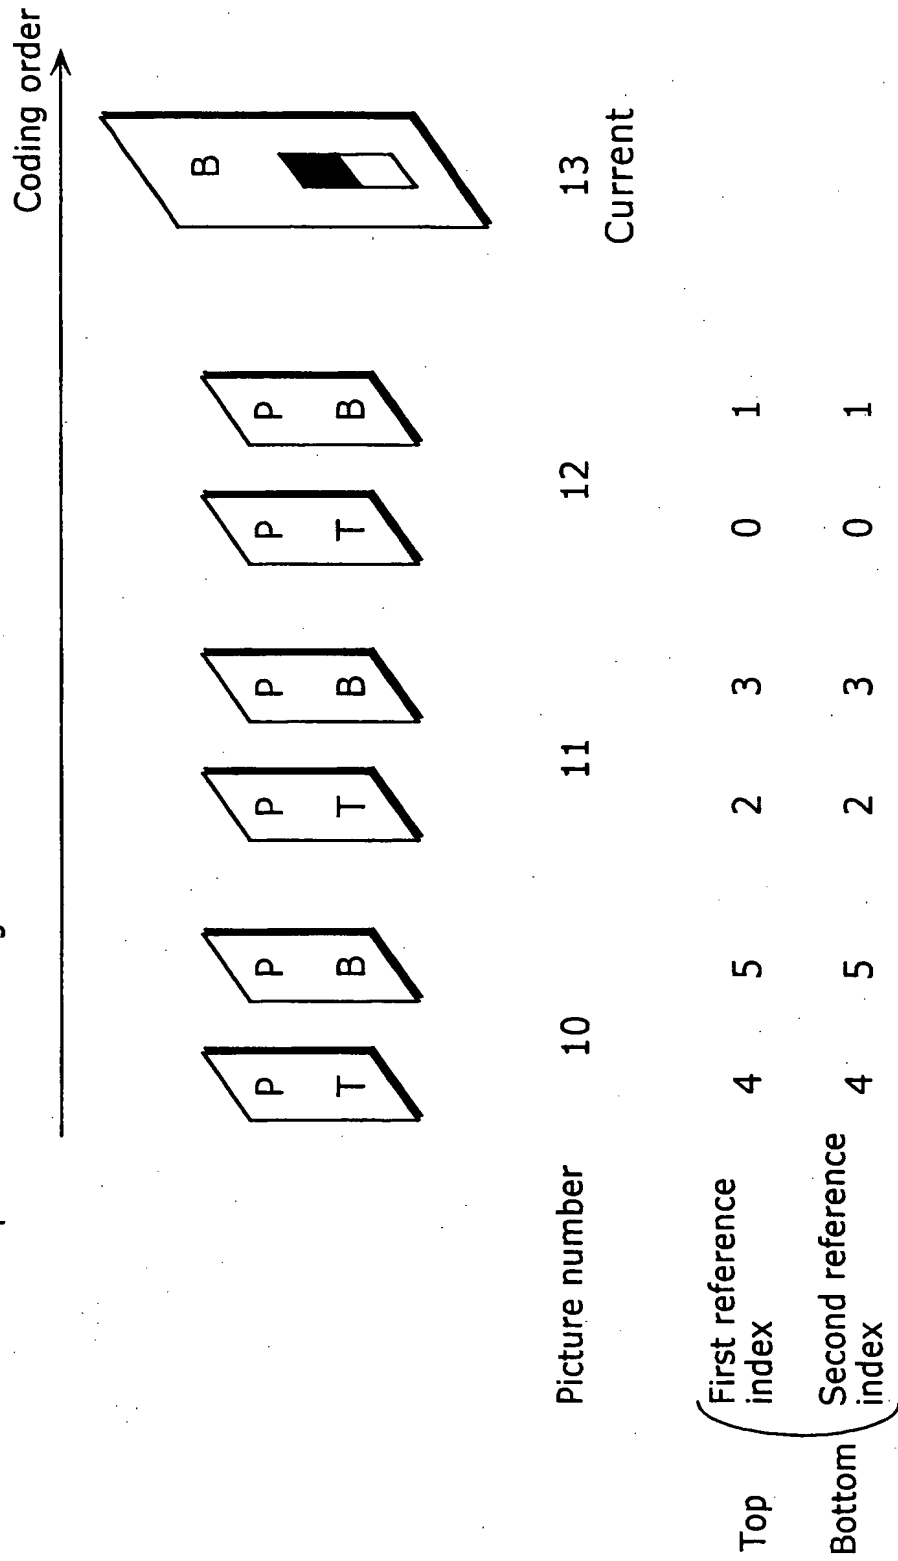 Coding order
P P P P P P B
T B T B T B
Picture number 10 11 12 13
Current
Top First reference index 4 5 2 3 0 1
Bottom Second reference index 4 5 2 3 0 1